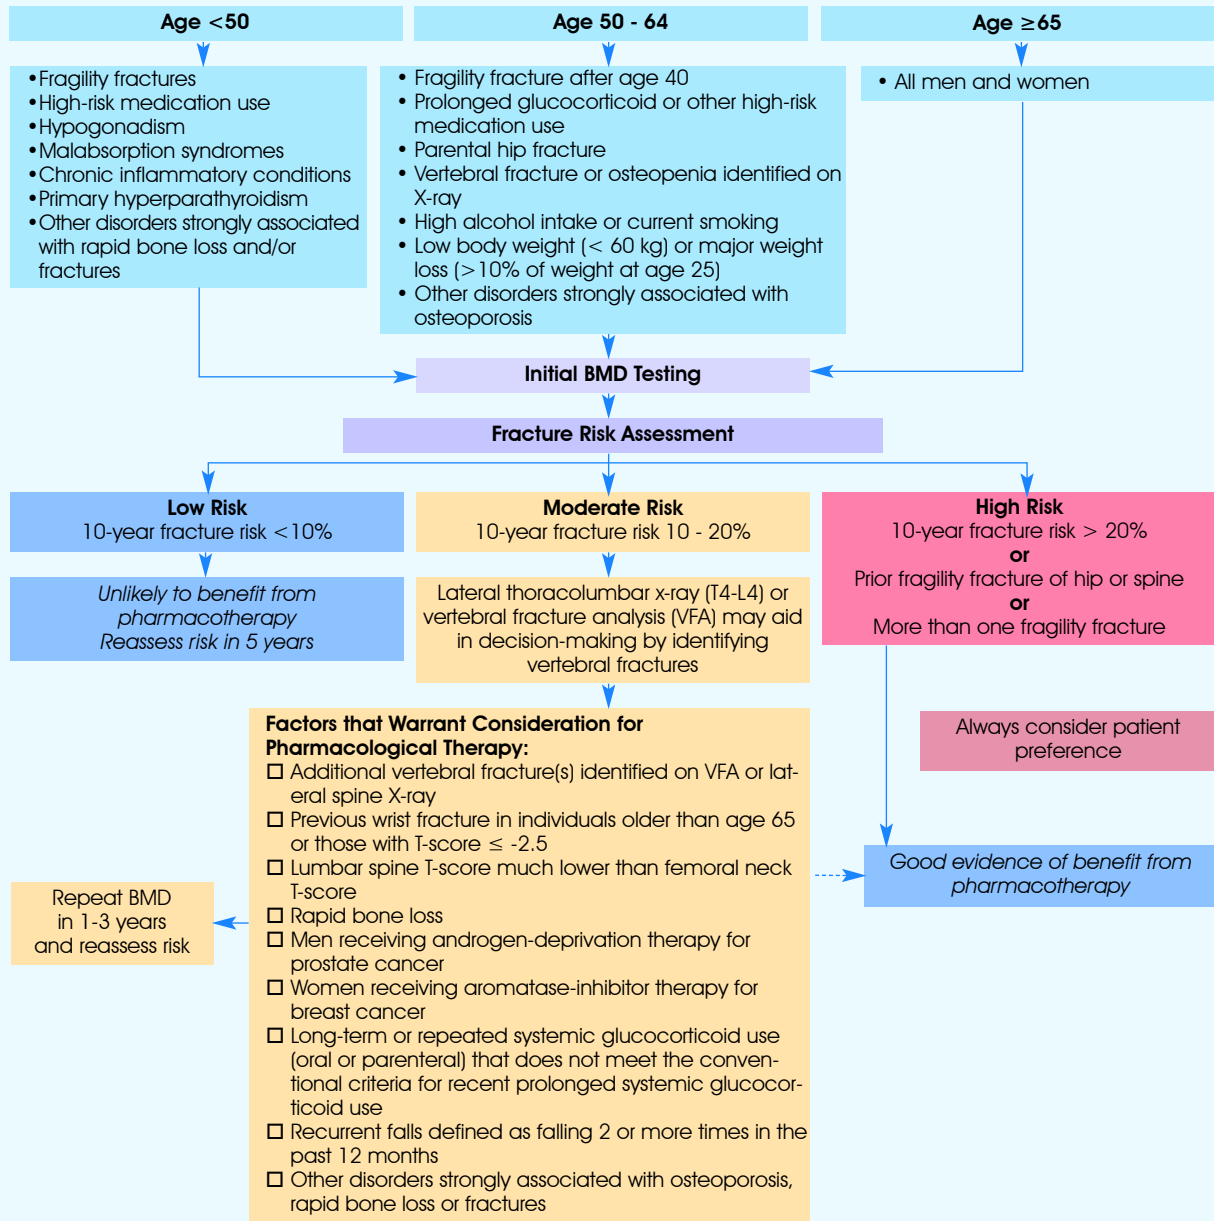 Age <50
Age 50 - 64
Age ≥65
•Fragility fractures
•High-risk medication use
•Hypogonadism
•Malabsorption syndromes
•Chronic inflammatory conditions
•Primary hyperparathyroidism
•Other disorders strongly associated
with rapid bone loss and/or
fractures
• Fragility fracture after age 40
• Prolonged glucocorticoid or other high-risk
medication use
• Parental hip fracture
• Vertebral fracture or osteopenia identified on
X-ray
• High alcohol intake or current smoking
• Low body weight (< 60 kg) or major weight
loss (>10% of weight at age 25)
• Other disorders strongly associated with
osteoporosis
• All men and women
Initial BMD Testing
Fracture Risk Assessment
Low Risk
10-year fracture risk <10%
Unlikely to benefit from
pharmacotherapy
Reassess risk in 5 years
Moderate Risk
10-year fracture risk 10 - 20%
Lateral thoracolumbar x-ray (T4-L4) or
vertebral fracture analysis (VFA) may aid
in decision-making by identifying
vertebral fractures
High Risk
10-year fracture risk > 20%
or
Prior fragility fracture of hip or spine
or
More than one fragility fracture
Always consider patient
preference
Factors that Warrant Consideration for
Pharmacological Therapy:
☐ Additional vertebral fracture(s) identified on VFA or lat-
eral spine X-ray
☐ Previous wrist fracture in individuals older than age 65
or those with T-score ≤ -2.5
☐ Lumbar spine T-score much lower than femoral neck
T-score
☐ Rapid bone loss
☐ Men receiving androgen-deprivation therapy for
prostate cancer
☐ Women receiving aromatase-inhibitor therapy for
breast cancer
☐ Long-term or repeated systemic glucocorticoid use
(oral or parenteral) that does not meet the conven-
tional criteria for recent prolonged systemic glucocor-
ticoid use
☐ Recurrent falls defined as falling 2 or more times in the
past 12 months
☐ Other disorders strongly associated with osteoporosis,
rapid bone loss or fractures
Repeat BMD
in 1-3 years
and reassess risk
Good evidence of benefit from
pharmacotherapy